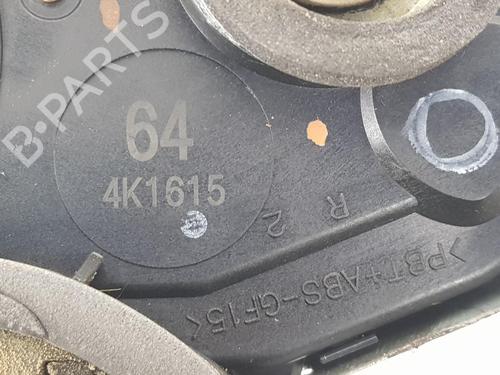 B-PARTS
64
4K1615
R 2
>PBT+ABS-GF15<